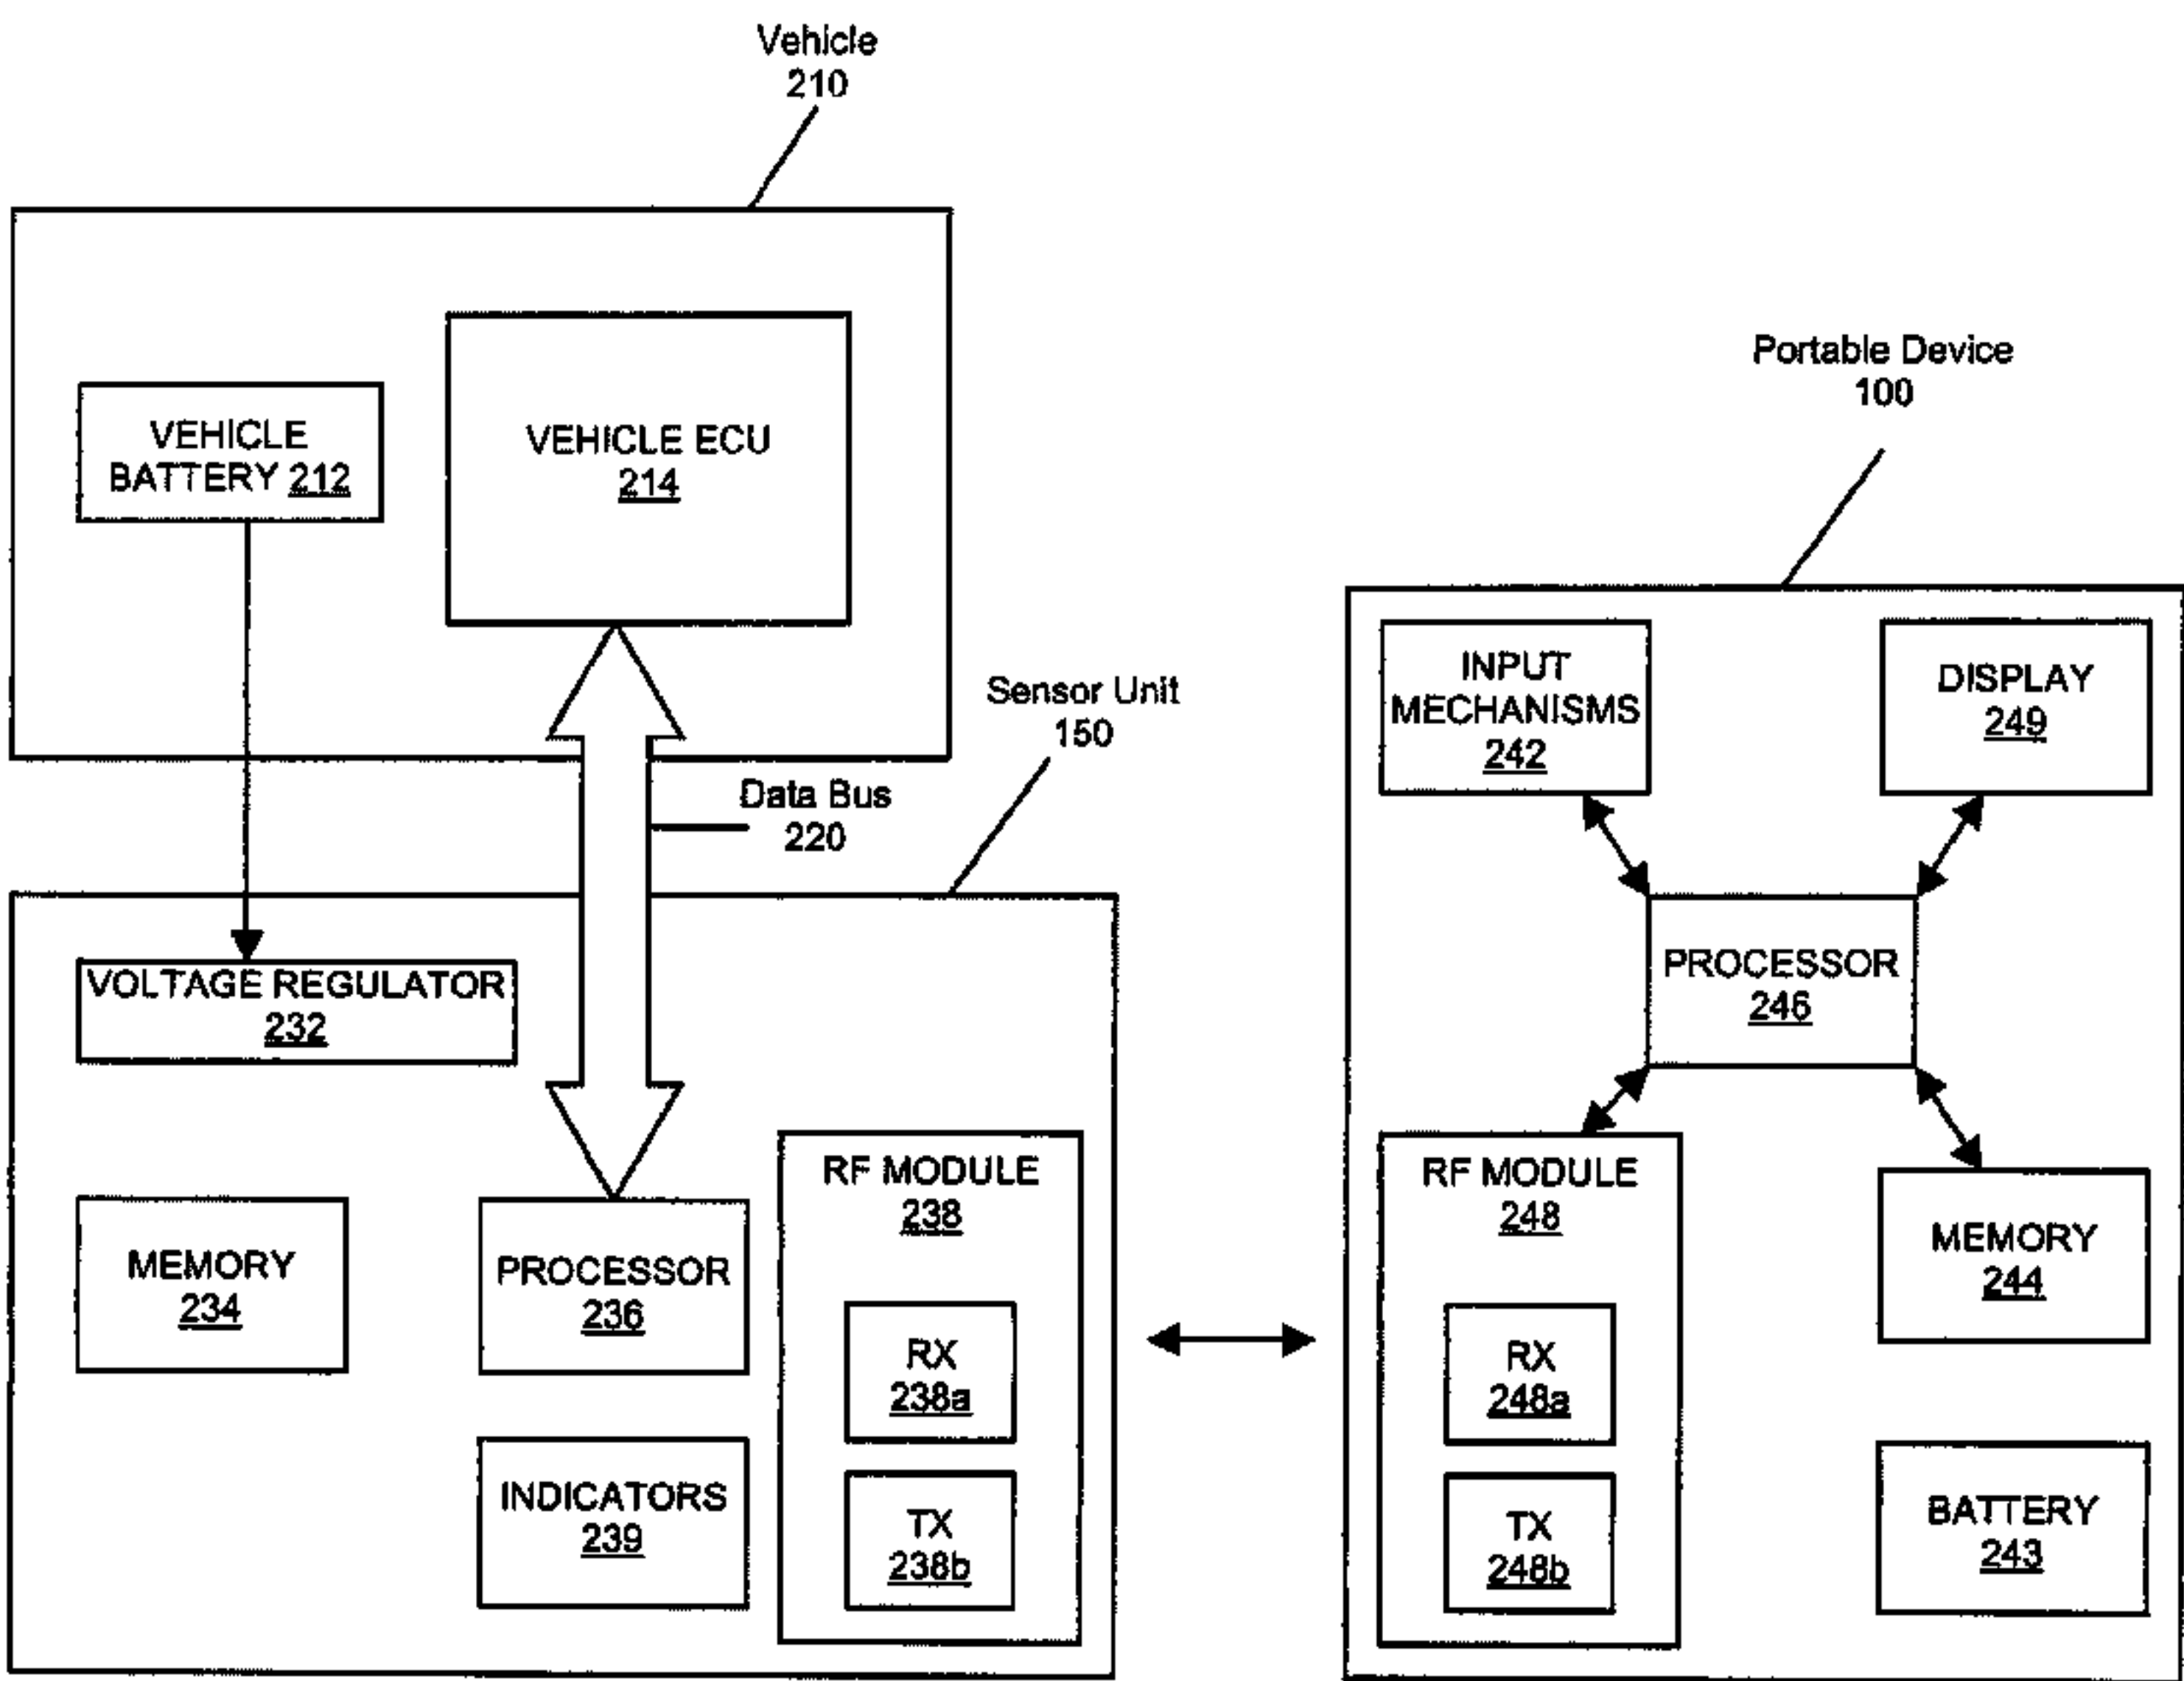 Vehicle
210
VEHICLE
BATTERY 212
VEHICLE ECU
214
Portable Device
100
Sensor Unit
150
Data Bus
220
VOLTAGE REGULATOR
232
MEMORY
234
PROCESSOR
236
INDICATORS
239
RF MODULE
238
RX
238a
TX
238b
INPUT
MECHANISMS
242
DISPLAY
249
PROCESSOR
246
RF MODULE
248
RX
248a
TX
248b
MEMORY
244
BATTERY
243